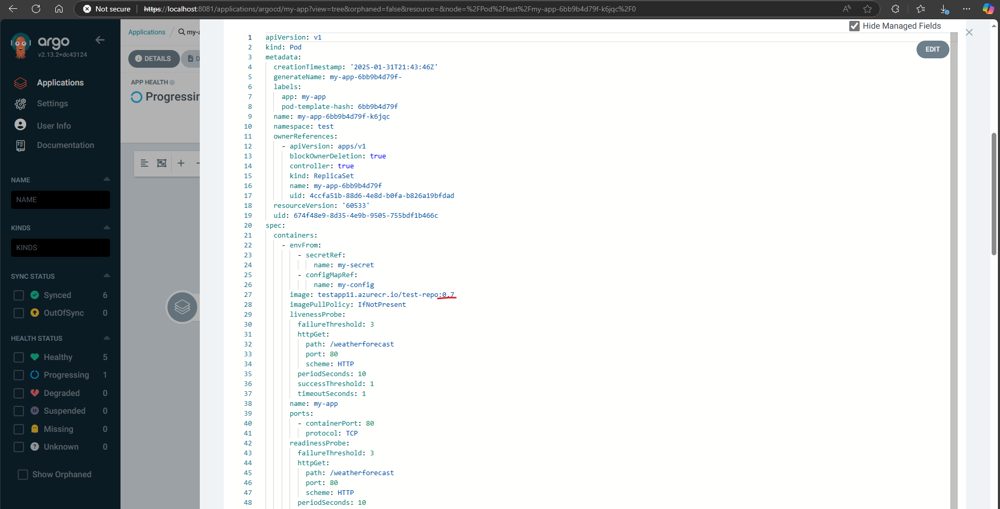 Not secure
https://localhost:8081/applications/argocd/my-app?view=tree&orphaned=false&resource=&node=%2FPod%2Ftest%2Fmy-app-6bb9b4d79f-k6jqc%2F0
argo
v2.13.2+dc43124
Applications
Settings
User Info
Documentation
NAME
NAME
KINDS
KINDS
SYNC STATUS
Synced 6
OutOfSync 0
HEALTH STATUS
Healthy 5
Progressing 1
Degraded 0
Suspended 0
Missing 0
Unknown 0
Show Orphaned
Applications / my-a
DETAILS D
APP HEALTH
Progressin
Hide Managed Fields
EDIT
1 apiVersion: v1
2 kind: Pod
3 metadata:
4 creationTimestamp: '2025-01-31T21:43:46Z'
5 generateName: my-app-6bb9b4d79f-
6 labels:
7 app: my-app
8 pod-template-hash: 6bb9b4d79f
9 name: my-app-6bb9b4d79f-k6jqc
10 namespace: test
11 ownerReferences:
12 - apiVersion: apps/v1
13 blockOwnerDeletion: true
14 controller: true
15 kind: ReplicaSet
16 name: my-app-6bb9b4d79f
17 uid: 4ccfa51b-88d6-4e8d-b0fa-b826a19bfdad
18 resourceVersion: '60533'
19 uid: 674f48e9-8d35-4e9b-9505-755bdf1b466c
20 spec:
21 containers:
22 - envFrom:
23 - secretRef:
24 name: my-secret
25 - configMapRef:
26 name: my-config
27 image: testapp11.azurecr.io/test-repo:0.7
28 imagePullPolicy: IfNotPresent
29 livenessProbe:
30 failureThreshold: 3
31 httpGet:
32 path: /weatherforecast
33 port: 80
34 scheme: HTTP
35 periodSeconds: 10
36 successThreshold: 1
37 timeoutSeconds: 1
38 name: my-app
39 ports:
40 - containerPort: 80
41 protocol: TCP
42 readinessProbe:
43 failureThreshold: 3
44 httpGet:
45 path: /weatherforecast
46 port: 80
47 scheme: HTTP
48 periodSeconds: 10